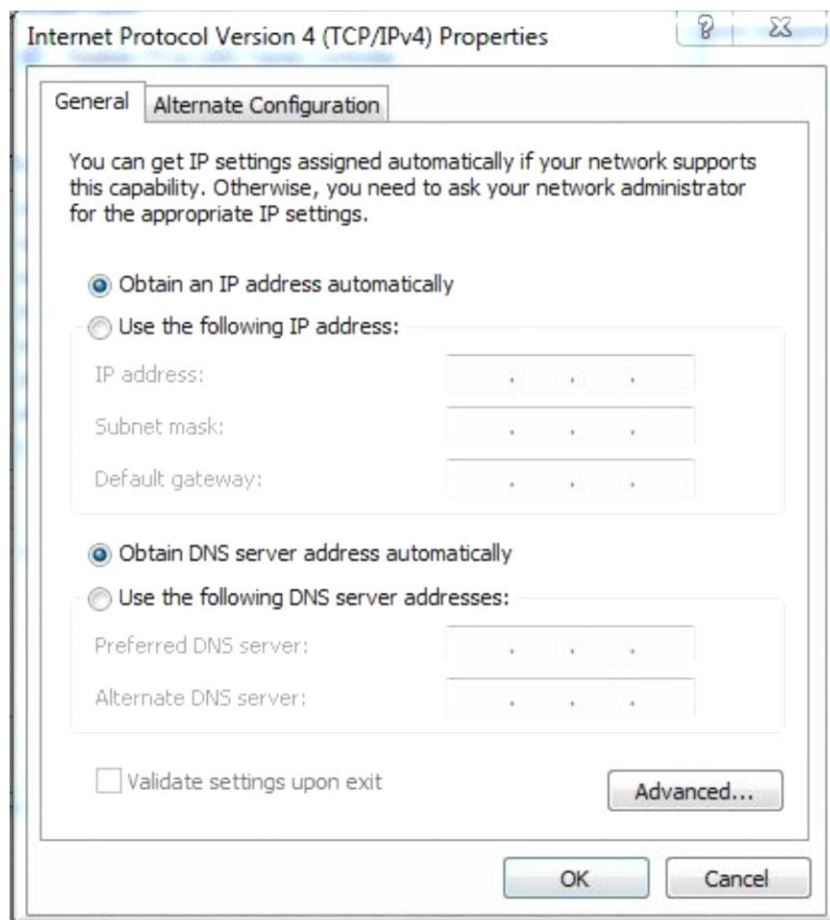 Internet Protocol Version 4 (TCP/IPv4) Properties
General
Alternate Configuration
You can get IP settings assigned automatically if your network supports
this capability. Otherwise, you need to ask your network administrator
for the appropriate IP settings.
Obtain an IP address automatically
Use the following IP address:
IP address:
. . .
Subnet mask:
. . .
Default gateway:
. . .
Obtain DNS server address automatically
Use the following DNS server addresses:
Preferred DNS server:
. . .
Alternate DNS server:
. . .
Validate settings upon exit
Advanced...
OK
Cancel